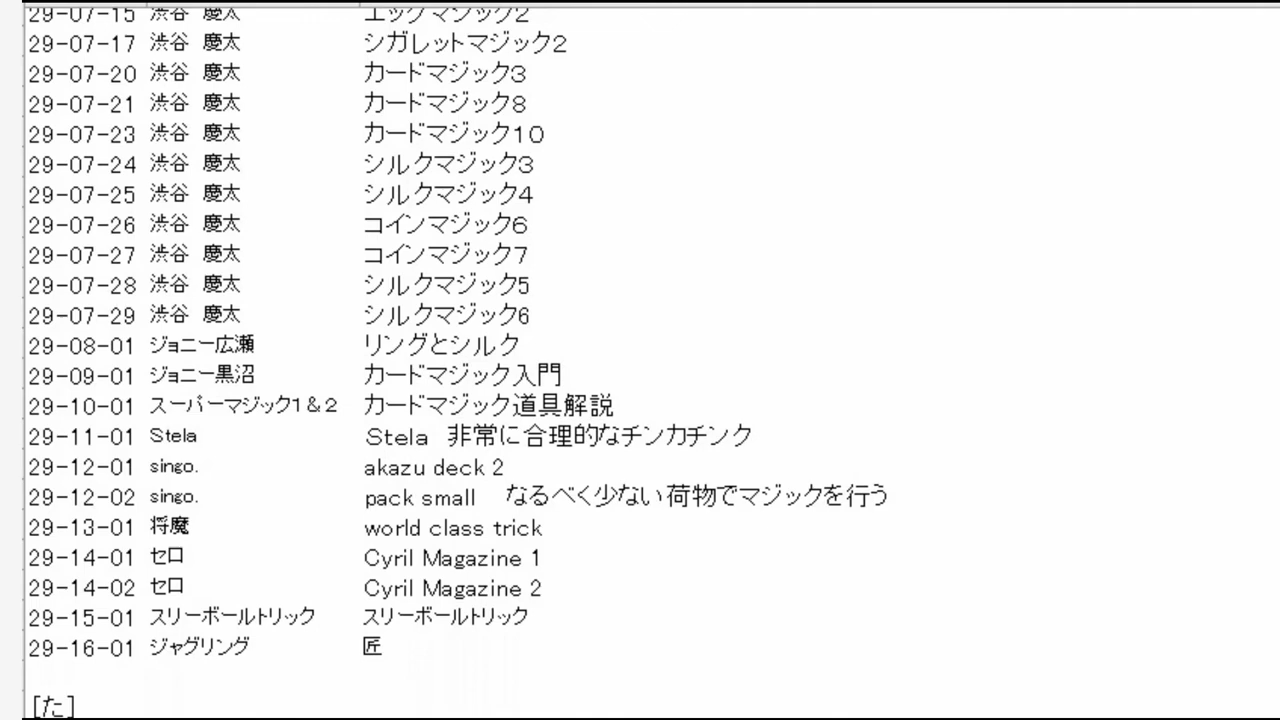 29-07-15 渋谷 慶太 エッグマジック2
29-07-17 渋谷 慶太 シガレットマジック2
29-07-20 渋谷 慶太 カードマジック3
29-07-21 渋谷 慶太 カードマジック8
29-07-23 渋谷 慶太 カードマジック10
29-07-24 渋谷 慶太 シルクマジック3
29-07-25 渋谷 慶太 シルクマジック4
29-07-26 渋谷 慶太 コインマジック6
29-07-27 渋谷 慶太 コインマジック7
29-07-28 渋谷 慶太 シルクマジック5
29-07-29 渋谷 慶太 シルクマジック6
29-08-01 ジョニー広瀬 リングとシルク
29-09-01 ジョニー黒沼 カードマジック入門
29-10-01 スーパーマジック1&2 カードマジック道具解説
29-11-01 Stela Stela 非常に合理的なチンカチンク
29-12-01 singo. akazu deck 2
29-12-02 singo. pack small なるべく少ない荷物でマジックを行う
29-13-01 将魔 world class trick
29-14-01 セロ Cyril Magazine 1
29-14-02 セロ Cyril Magazine 2
29-15-01 スリーボールトリック スリーボールトリック
29-16-01 ジャグリング 匠
[た]